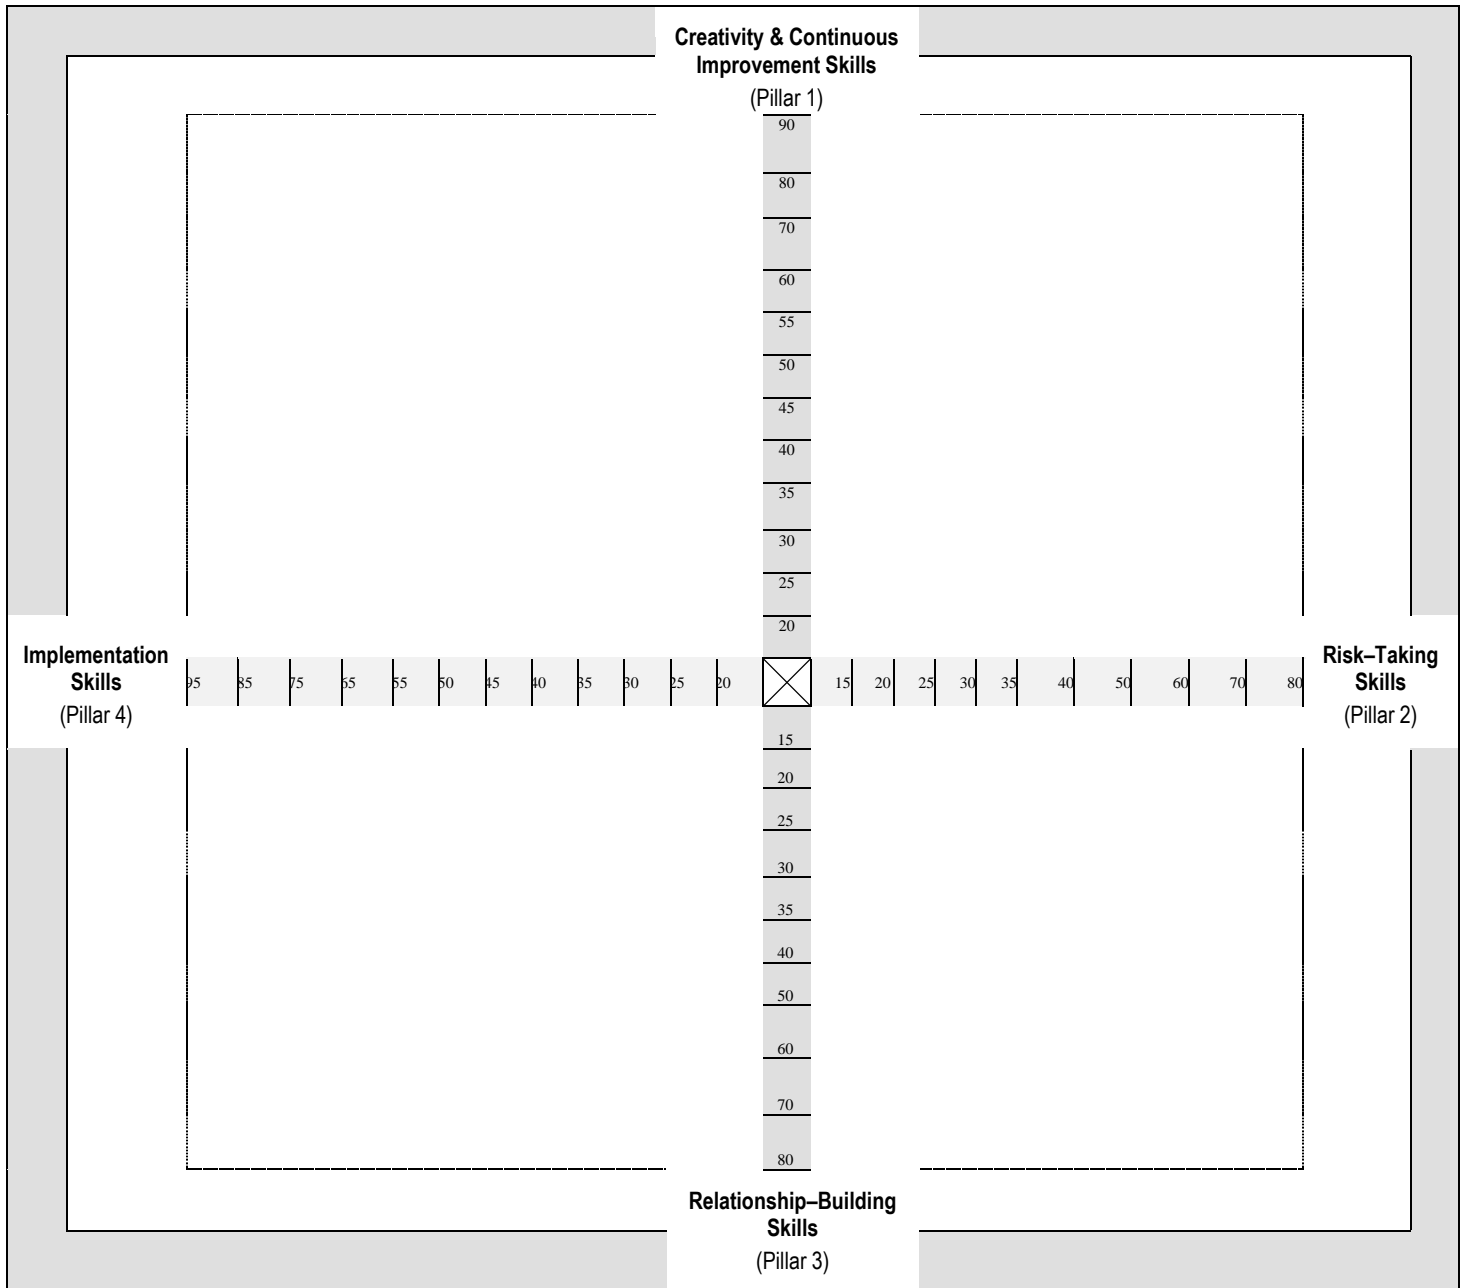 Creativity & Continuous
Improvement Skills
(Pillar 1)
90
80
70
60
55
50
45
40
35
30
25
20
Implementation
Skills
(Pillar 4)
95 85 75 65 55 50 45 40 35 30 25 20
15 20 25 30 35 40 50 60 70 80
Risk–Taking
Skills
(Pillar 2)
15
20
25
30
35
40
50
60
70
80
Relationship–Building
Skills
(Pillar 3)